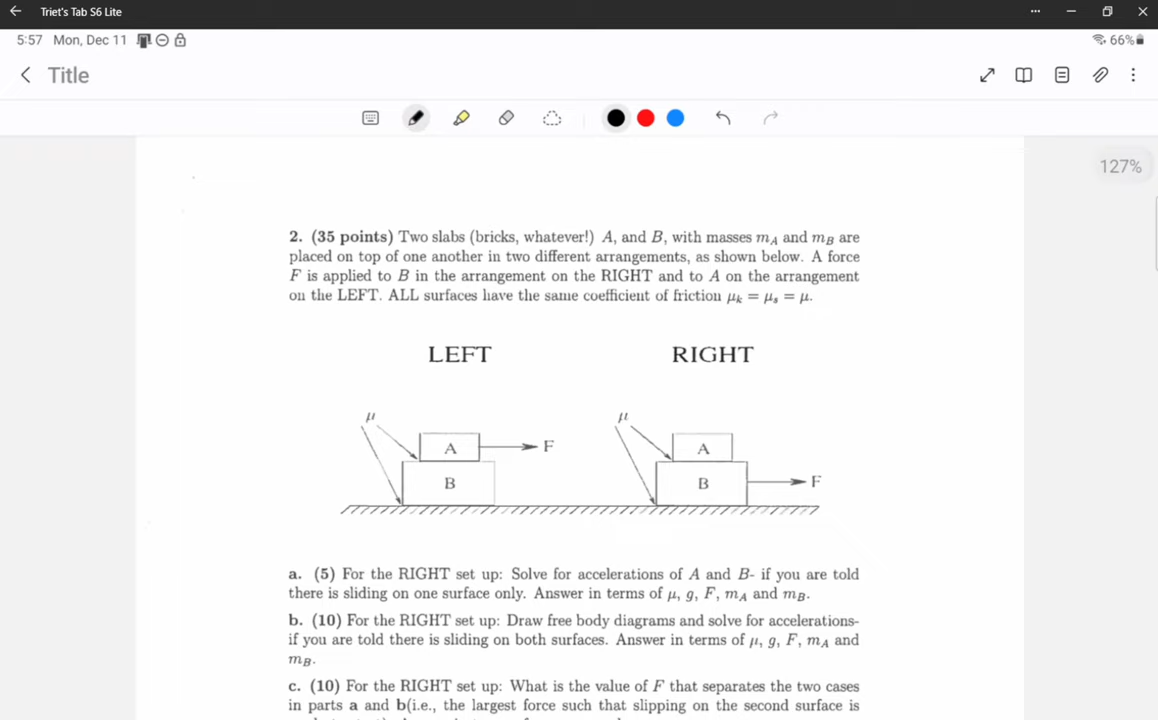 Triet's Tab S6 Lite
5:57 Mon, Dec 11 66%
Title
127%
2. (35 points) Two slabs (bricks, whatever!) A, and B, with masses m_A and m_B are
placed on top of one another in two different arrangements, as shown below. A force
F is applied to B in the arrangement on the RIGHT and to A on the arrangement
on the LEFT. ALL surfaces have the same coefficient of friction μ_k = μ_s = μ.
LEFT RIGHT
μ μ
A F A
B B F
a. (5) For the RIGHT set up: Solve for accelerations of A and B- if you are told
there is sliding on one surface only. Answer in terms of μ, g, F, m_A and m_B.
b. (10) For the RIGHT set up: Draw free body diagrams and solve for accelerations-
if you are told there is sliding on both surfaces. Answer in terms of μ, g, F, m_A and
m_B.
c. (10) For the RIGHT set up: What is the value of F that separates the two cases
in parts a and b(i.e., the largest force such that slipping on the second surface is